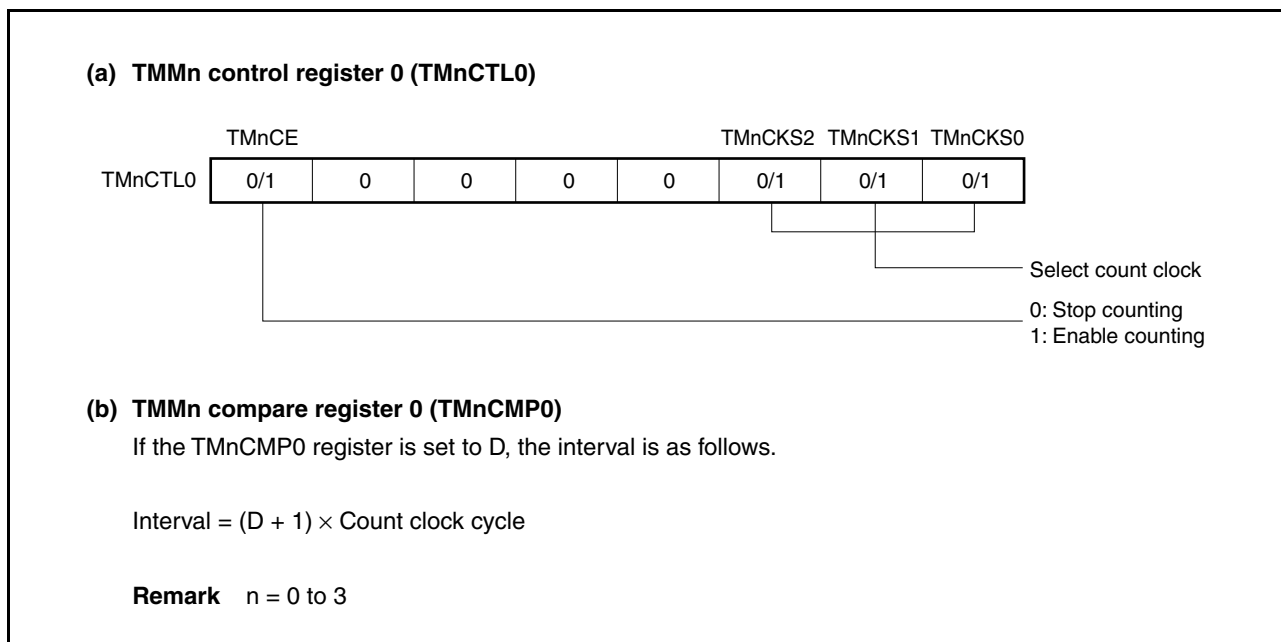 (a) TMMn control register 0 (TMnCTL0)
TMnCE TMnCKS2 TMnCKS1 TMnCKS0
TMnCTL0 0/1 0 0 0 0 0/1 0/1 0/1
Select count clock
0: Stop counting
1: Enable counting
(b) TMMn compare register 0 (TMnCMP0)
If the TMnCMP0 register is set to D, the interval is as follows.
Interval = (D + 1) × Count clock cycle
Remark n = 0 to 3